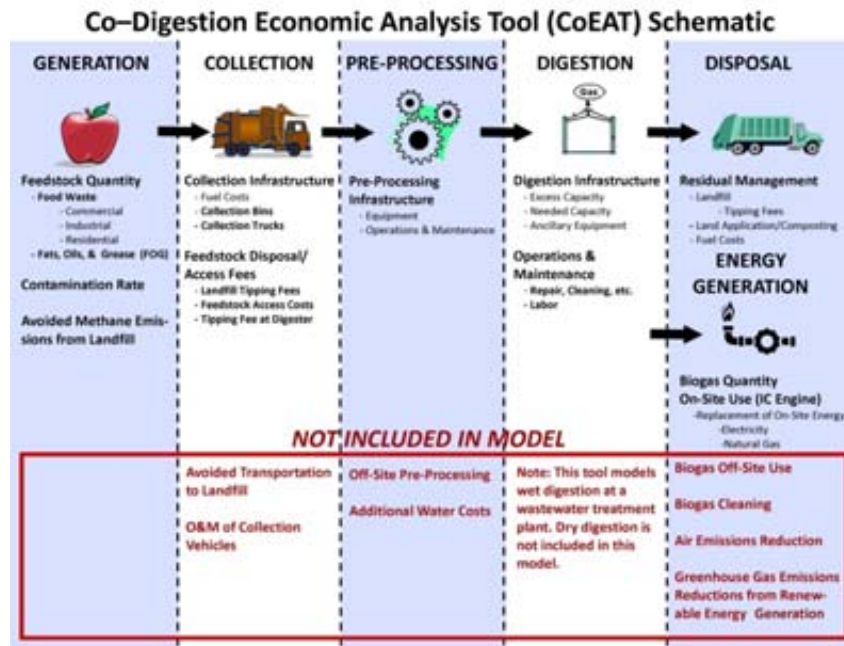 Co–Digestion Economic Analysis Tool (CoEAT) Schematic
GENERATION
Feedstock Quantity
- Food Waste
- Commercial
- Industrial
- Residential
- Fats, Oils, & Grease (FOG)
Contamination Rate
Avoided Methane Emis-
sions from Landfill
COLLECTION
Collection Infrastructure
- Fuel Costs
- Collection Bins
- Collection Trucks
Feedstock Disposal/
Access Fees
- Landfill Tipping Fees
- Feedstock Access Costs
- Tipping Fee at Digester
PRE-PROCESSING
Pre-Processing
Infrastructure
- Equipment
- Operations & Maintenance
DIGESTION
Gas
Digestion Infrastructure
- Excess Capacity
- Needed Capacity
- Ancillary Equipment
Operations &
Maintenance
- Repair, Cleaning, etc.
- Labor
DISPOSAL
Residual Management
- Landfill
- Tipping Fees
- Land Application/Composting
- Fuel Costs
ENERGY
GENERATION
Biogas Quantity
On-Site Use (IC Engine)
-Replacement of On-Site Energy
-Electricity
-Natural Gas
NOT INCLUDED IN MODEL
Avoided Transportation
to Landfill
O&M of Collection
Vehicles
Off-Site Pre-Processing
Additional Water Costs
Note: This tool models
wet digestion at a
wastewater treatment
plant. Dry digestion is
not included in this
model.
Biogas Off-Site Use
Biogas Cleaning
Air Emissions Reduction
Greenhouse Gas Emissions
Reductions from Renew-
able Energy Generation